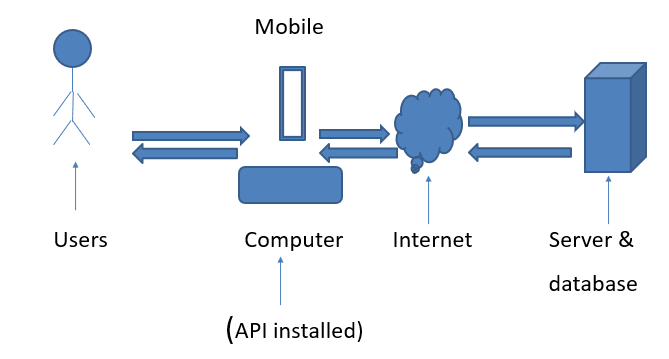 Mobile
Users
Computer
Internet
Server &
database
(API installed)